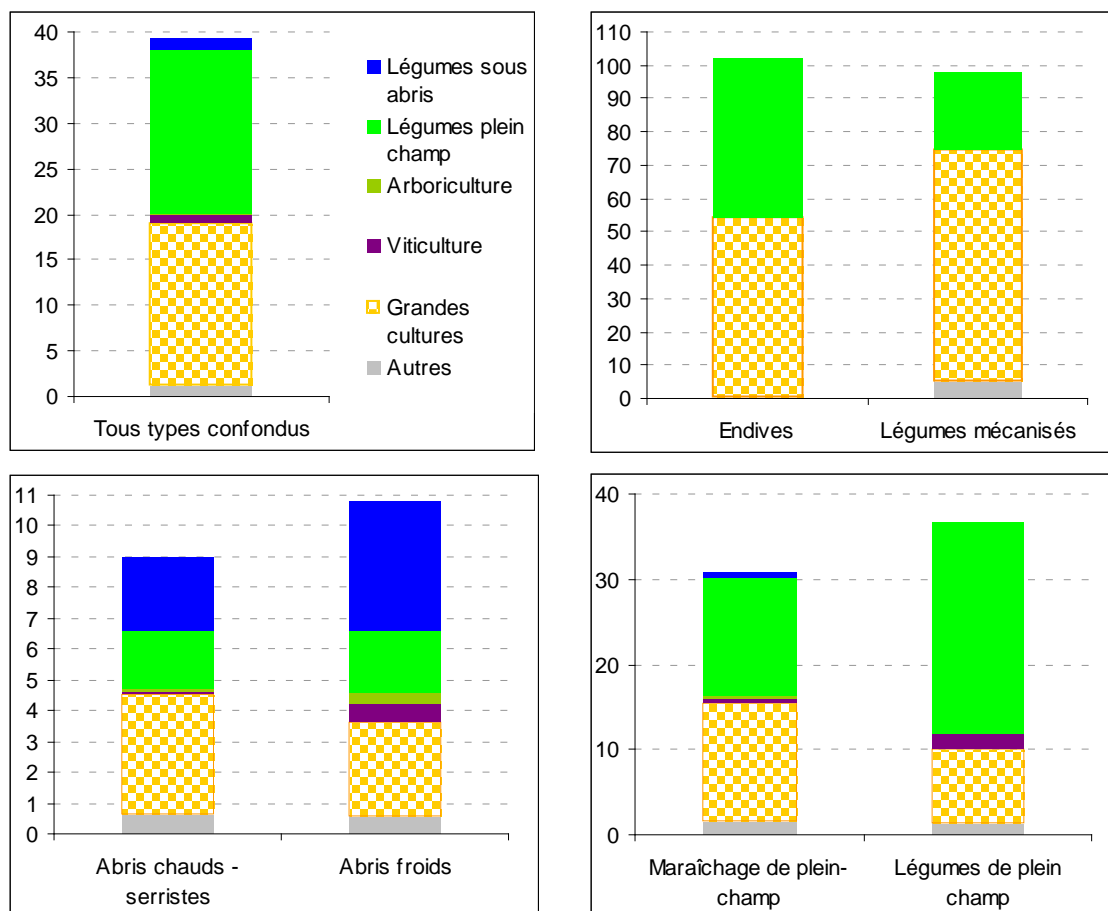 40
35
30
25
20
15
10
5
0
Tous types confondus
Légumes sous
abris
Légumes plein
champ
Arboriculture
Viticulture
Grandes
cultures
Autres
110
100
90
80
70
60
50
40
30
20
10
0
Endives
Légumes mécanisés
11
10
9
8
7
6
5
4
3
2
1
0
Abris chauds -
serristes
Abris froids
40
30
20
10
0
Maraîchage de plein-
champ
Légumes de plein
champ